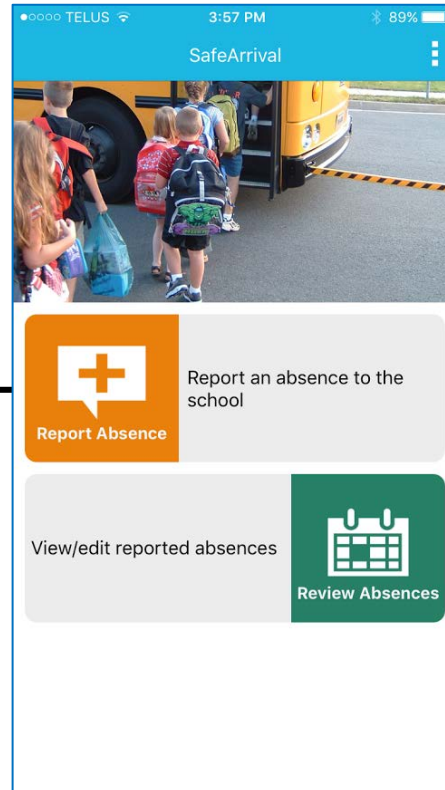 TELUS 3:57 PM 89%
SafeArrival
Report Absence
Report an absence to the
school
View/edit reported absences
Review Absences